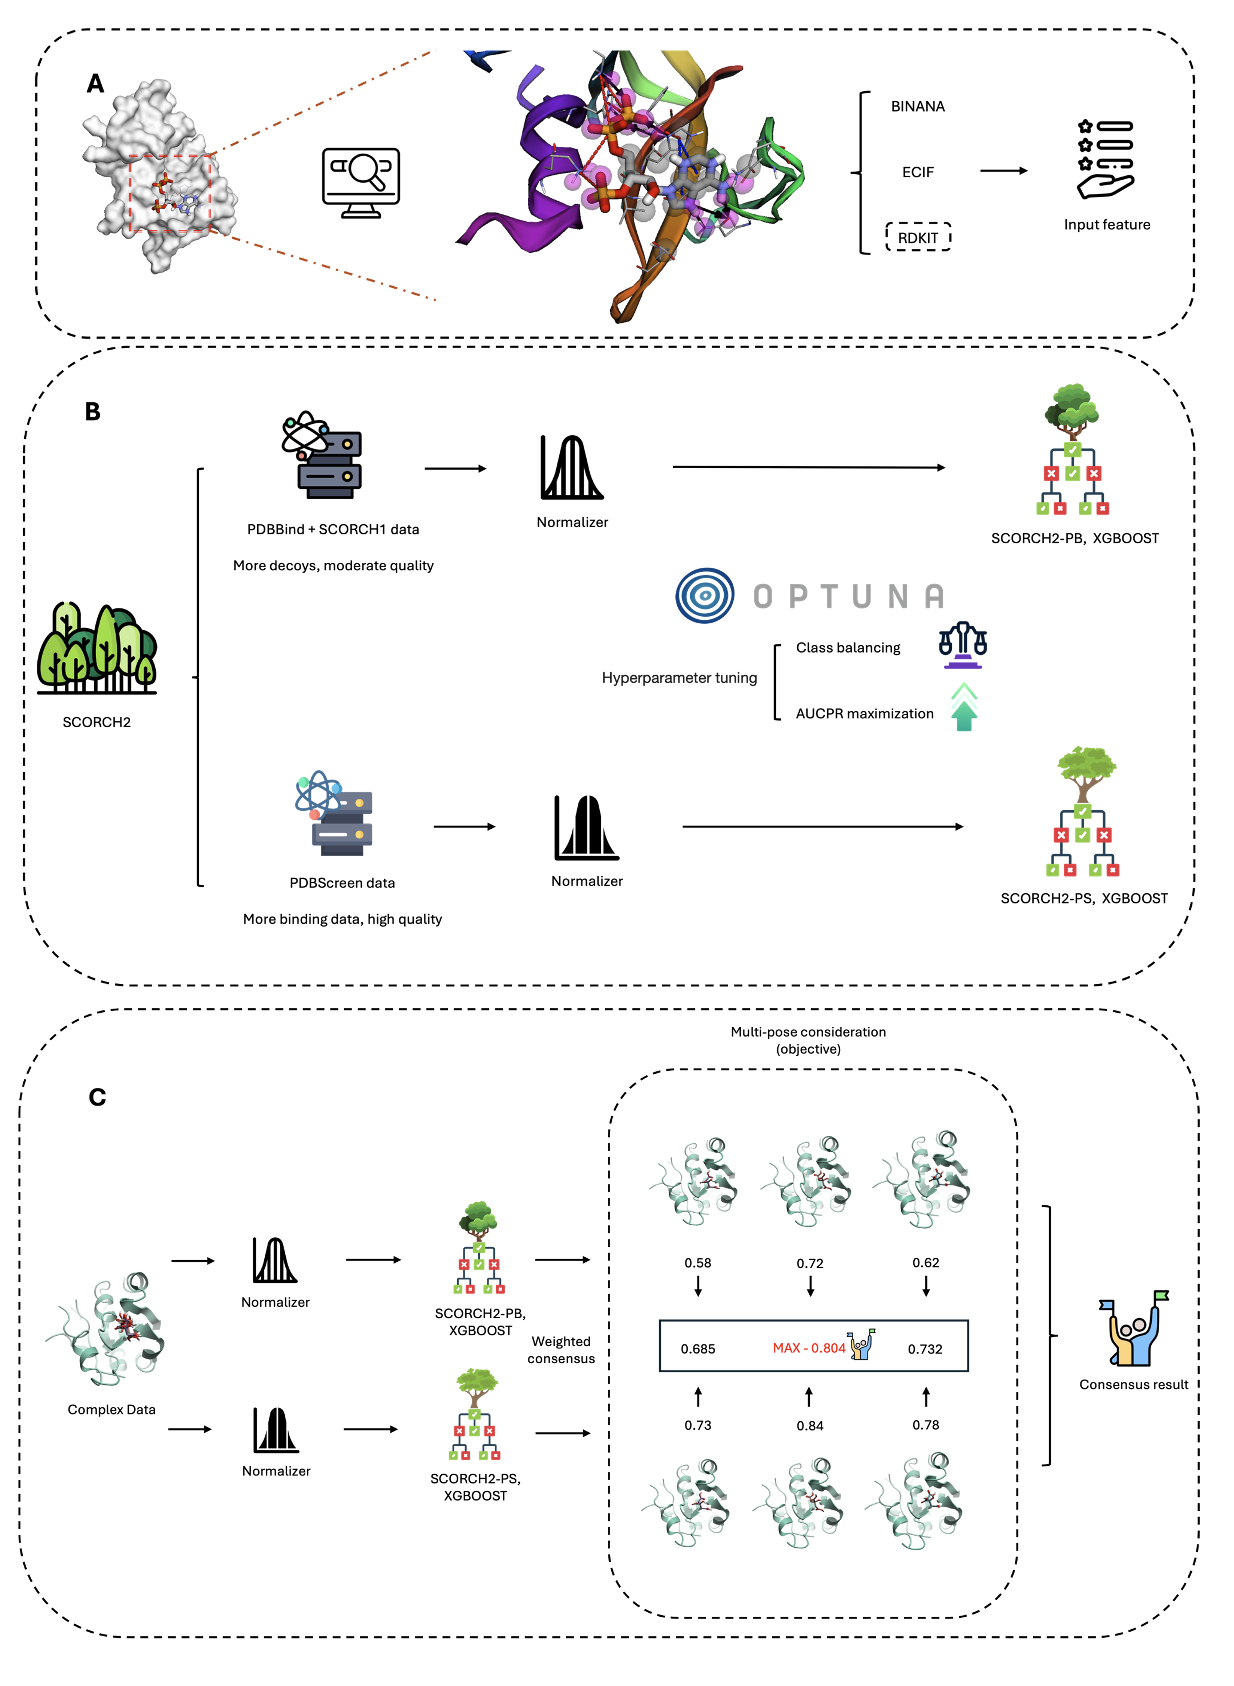 A
BINANA
ECIF
RDKIT
Input feature
B
PDBBind + SCORCH1 data
More decoys, moderate quality
Normalizer
SCORCH2-PB, XGBOOST
OPTUNA
Class balancing
Hyperparameter tuning
AUCPR maximization
SCORCH2
PDBScreen data
More binding data, high quality
Normalizer
SCORCH2-PS, XGBOOST
C
Multi-pose consideration
(objective)
Complex Data
Normalizer
SCORCH2-PB,
XGBOOST
Weighted
consensus
Normalizer
SCORCH2-PS,
XGBOOST
0.58 0.72 0.62
0.685 MAX - 0.804 0.732
0.73 0.84 0.78
Consensus result